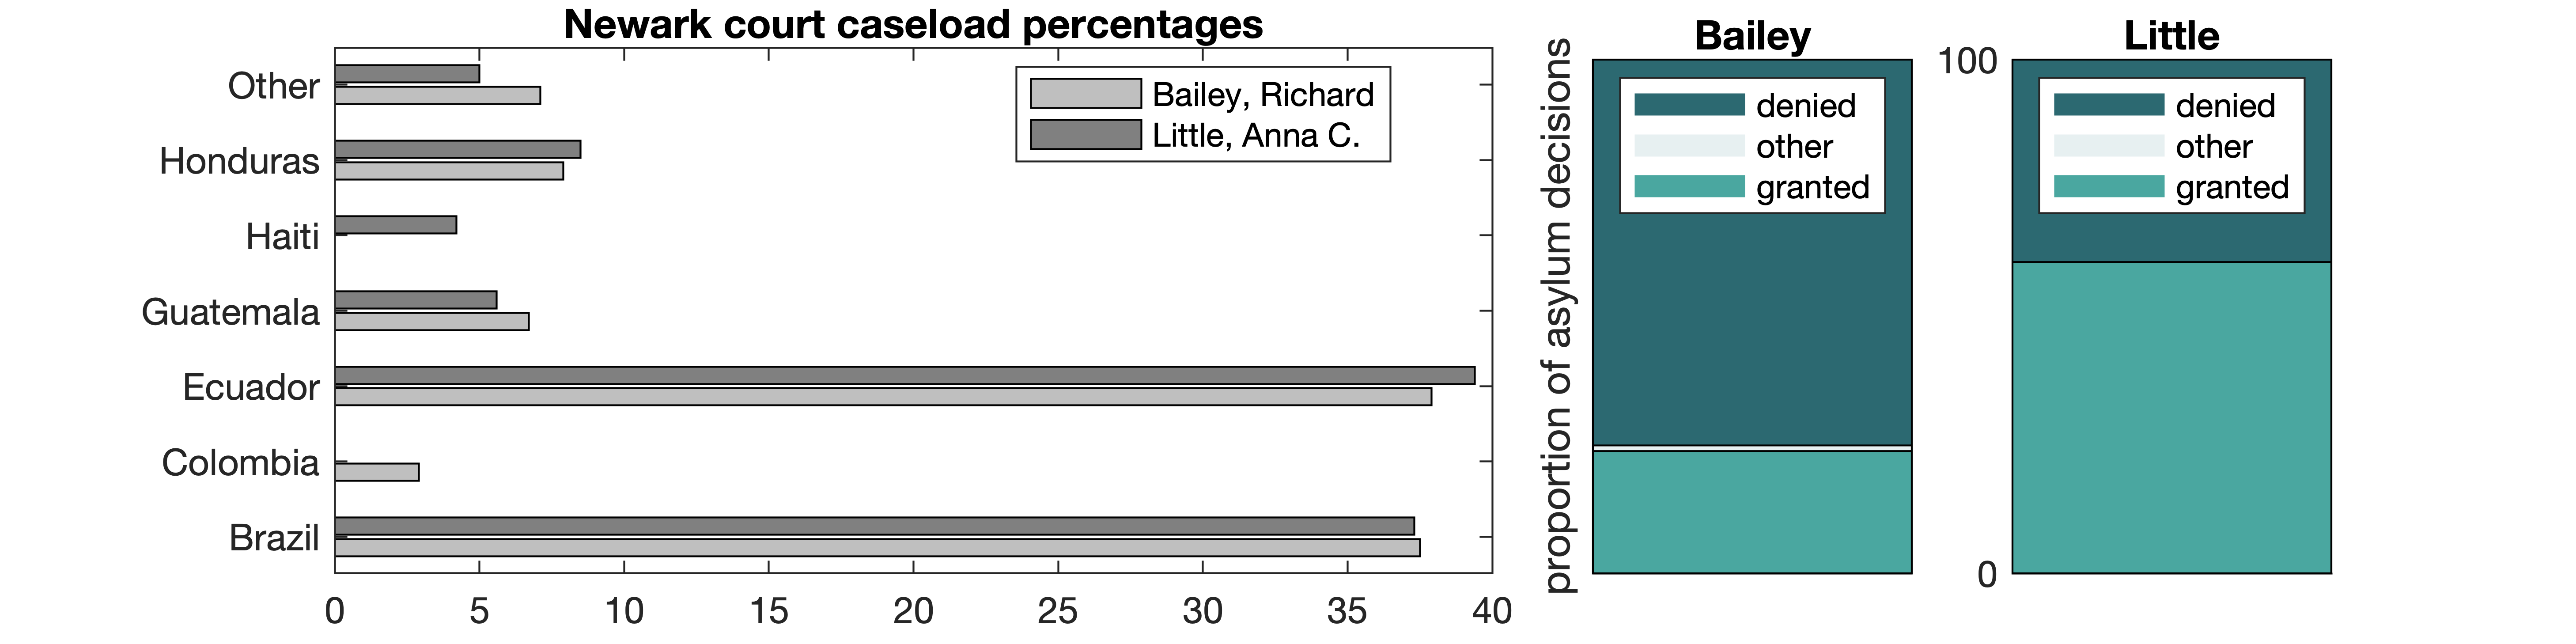 Newark court caseload percentages
Other
Honduras
Haiti
Guatemala
Ecuador
Colombia
Brazil
0 5 10 15 20 25 30 35 40
Bailey, Richard
Little, Anna C.
proportion of asylum decisions
Bailey
denied
other
granted
Little
100
0
denied
other
granted